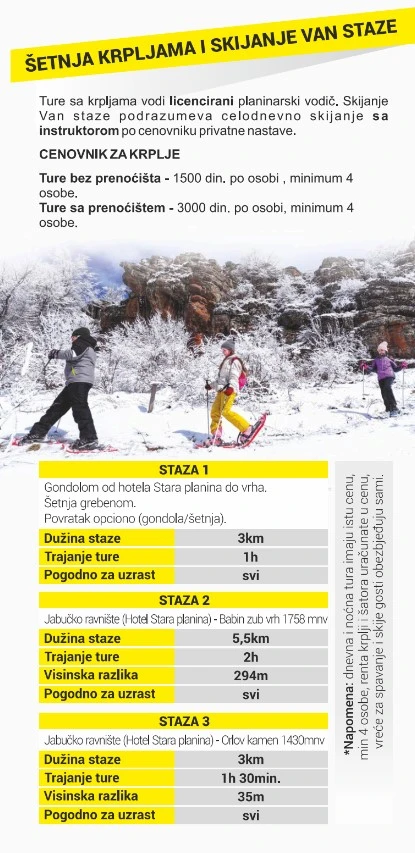 ŠETNJA KRPLJAMA I SKIJANJE VAN STAZE
Ture sa krpljama vodi licencirani planinarski vodič. Skijanje
Van staze podrazumeva celodnevno skijanje sa
instruktorom po cenovniku privatne nastave.
CENOVNIK ZA KRPLJE
Ture bez prenoćišta - 1500 din. po osobi , minimum 4
osobe.
Ture sa prenoćištem - 3000 din. po osobi, minimum 4
osobe.
STAZA 1
Gondolom od hotela Stara planina do vrha.
Šetnja grebenom.
Povratak opciono (gondola/šetnja).
Dužina staze 3km
Trajanje ture 1h
Pogodno za uzrast svi
STAZA 2
Jabučko ravnište (Hotel Stara planina) - Babin zub vrh 1758 mnv
Dužina staze 5,5km
Trajanje ture 2h
Visinska razlika 294m
Pogodno za uzrast svi
STAZA 3
Jabučko ravnište (Hotel Stara planina) - Orlov kamen 1430mnv
Dužina staze 3km
Trajanje ture 1h 30min.
Visinska razlika 35m
Pogodno za uzrast svi
*Napomena: dnevna i noćna tura imaju istu cenu,
min 4 osobe, renta krplji i šatora uračunate u cenu,
vreće za spavanje i skije gosti obezbjeđuju sami.